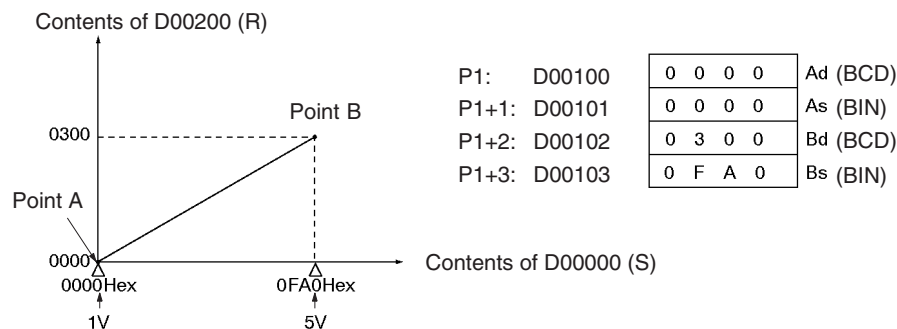 Contents of D00200 (R)
Point B
0300
Point A
0000
0000Hex
0FA0Hex
1V
5V
Contents of D00000 (S)
P1: D00100 0 0 0 0 Ad (BCD)
P1+1: D00101 0 0 0 0 As (BIN)
P1+2: D00102 0 3 0 0 Bd (BCD)
P1+3: D00103 0 F A 0 Bs (BIN)